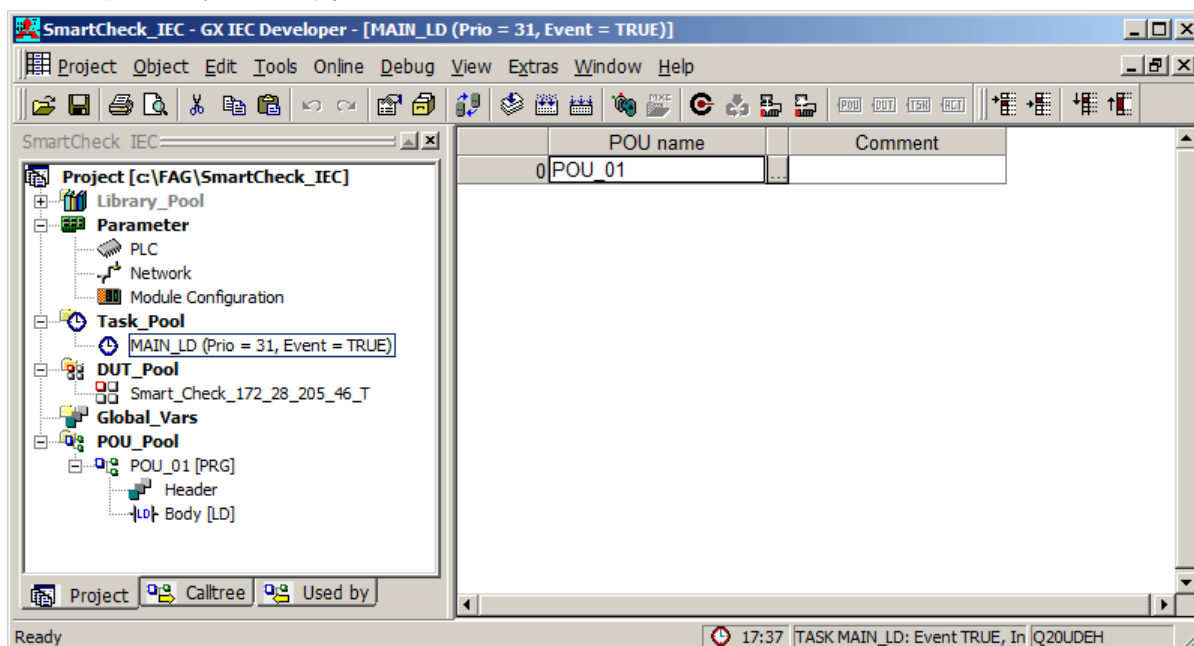 SmartCheck_IEC - GX IEC Developer - [MAIN_LD (Prio = 31, Event = TRUE)]
Project Object Edit Tools Online Debug View Extras Window Help
MXC
POU DUT TSK ACT
SmartCheck IEC
Project [c:\FAG\SmartCheck_IEC]
Library_Pool
Parameter
PLC
Network
Module Configuration
Task_Pool
MAIN_LD (Prio = 31, Event = TRUE)
DUT_Pool
Smart_Check_172_28_205_46_T
Global_Vars
POU_Pool
POU_01 [PRG]
Header
LD Body [LD]
Project Calltree Used by
POU name Comment
0 POU_01 ...
Ready 17:37 TASK MAIN_LD: Event TRUE, In Q20UDEH